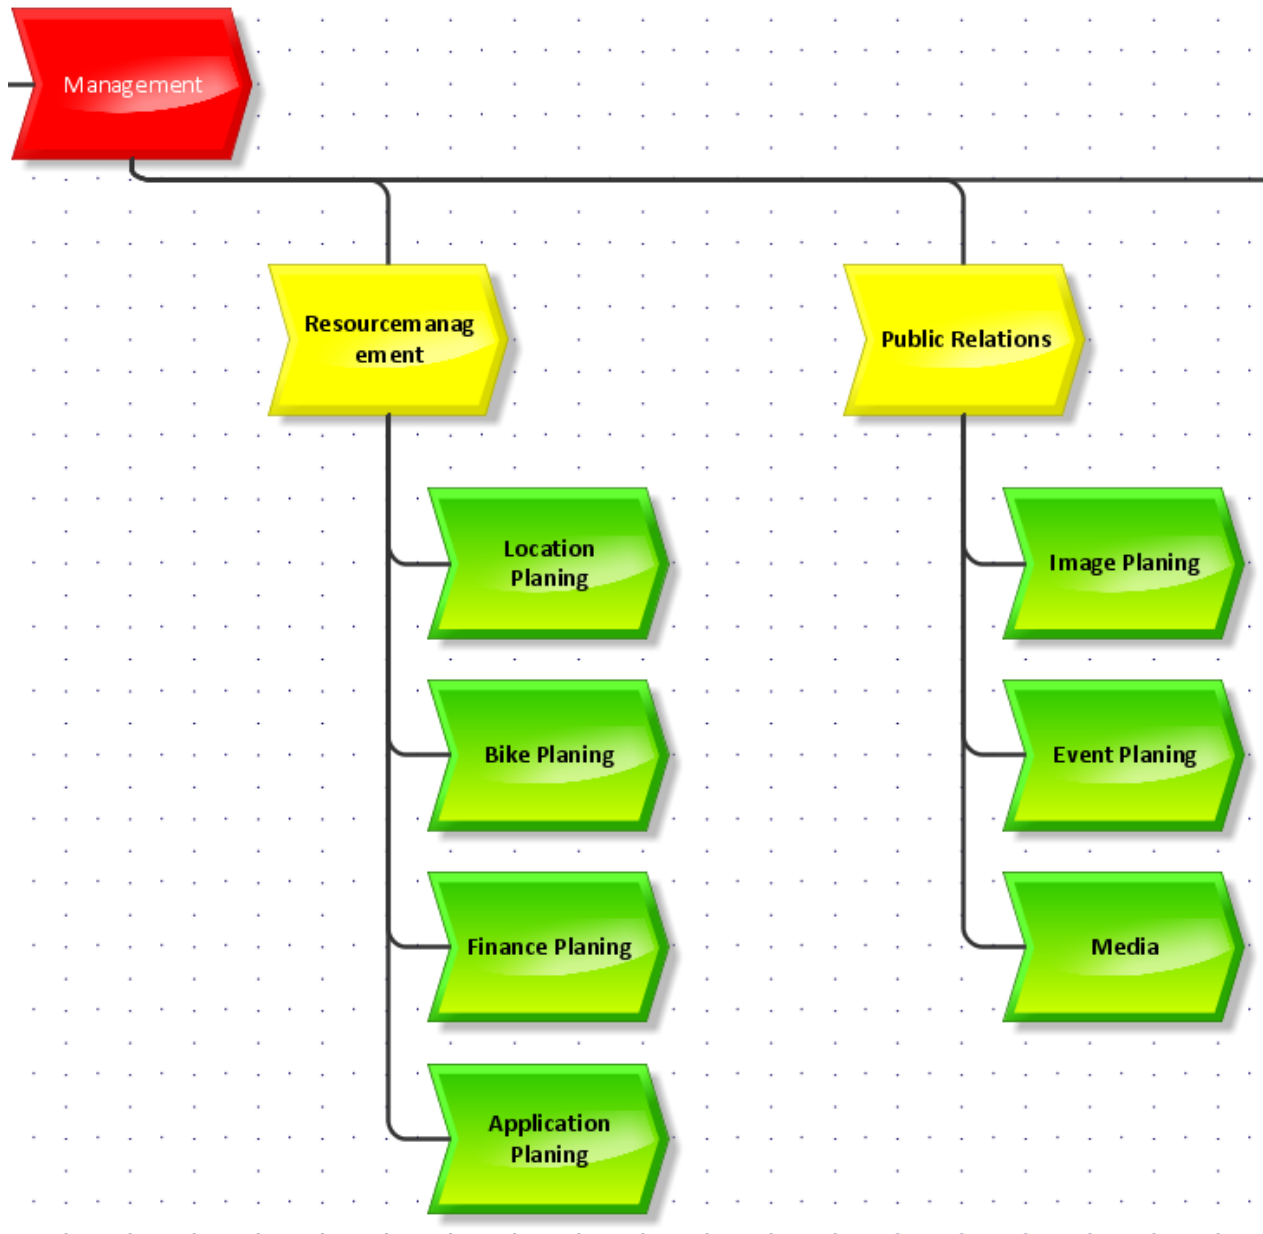 Management
Resourcemanag
ement
Public Relations
Location
Planing
Image Planing
Bike Planing
Event Planing
Finance Planing
Media
Application
Planing